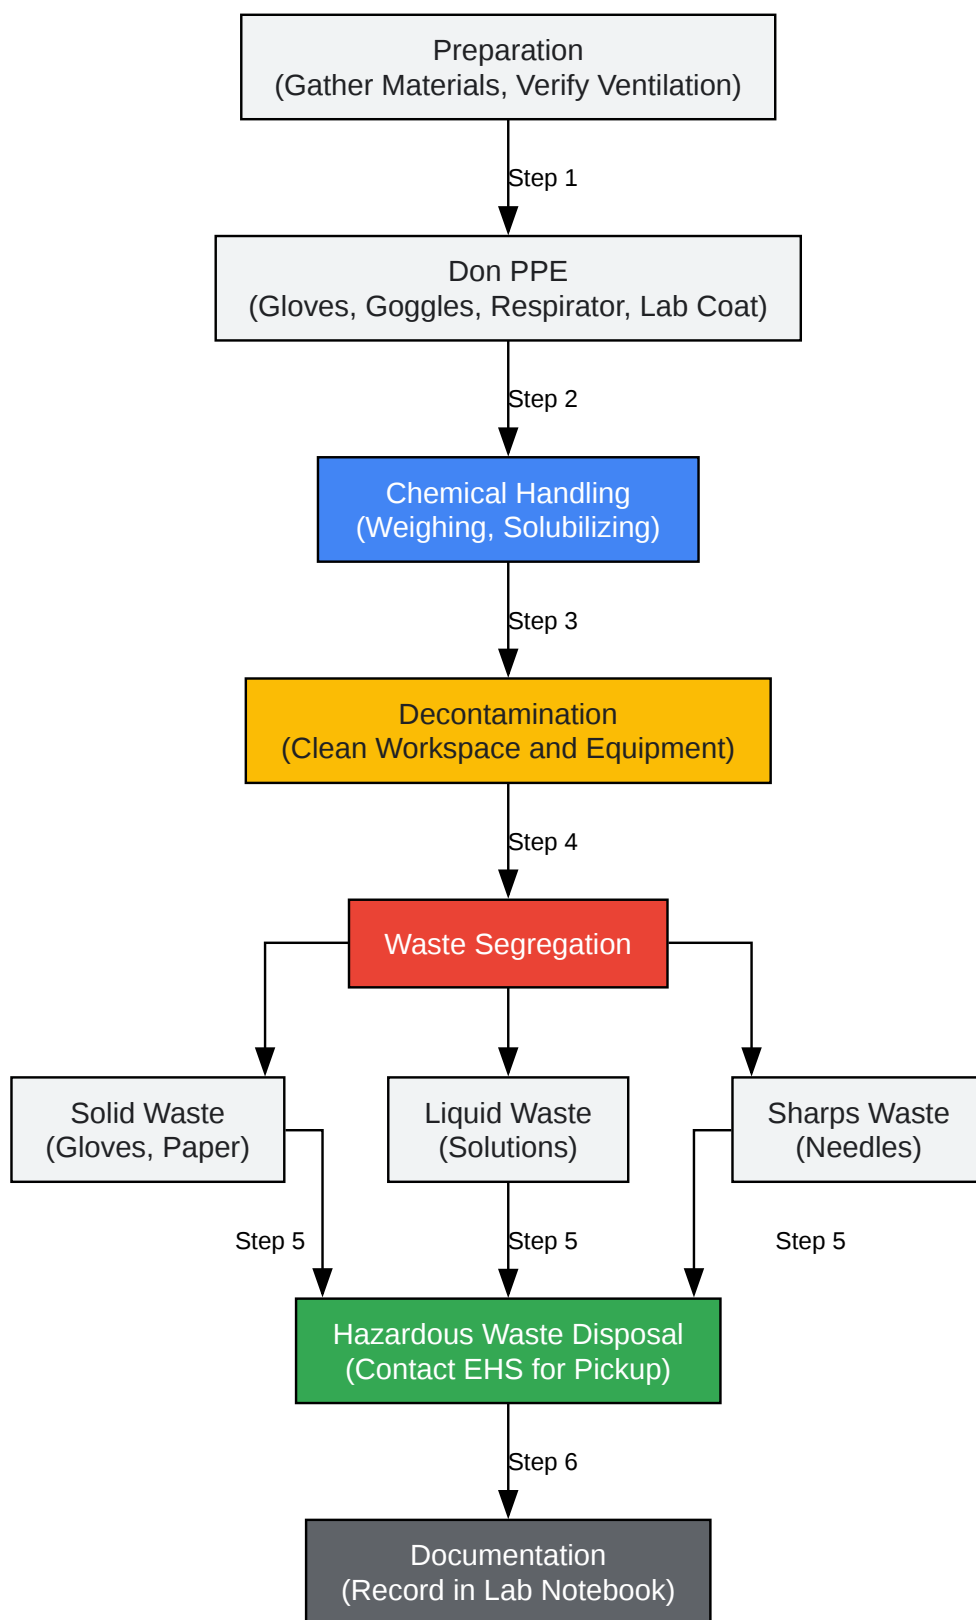 Preparation
(Gather Materials, Verify Ventilation)
Step 1
Don PPE
(Gloves, Goggles, Respirator, Lab Coat)
Step 2
Chemical Handling
(Weighing, Solubilizing)
Step 3
Decontamination
(Clean Workspace and Equipment)
Step 4
Waste Segregation
Solid Waste
(Gloves, Paper)
Liquid Waste
(Solutions)
Sharps Waste
(Needles)
Step 5
Step 5
Step 5
Hazardous Waste Disposal
(Contact EHS for Pickup)
Step 6
Documentation
(Record in Lab Notebook)